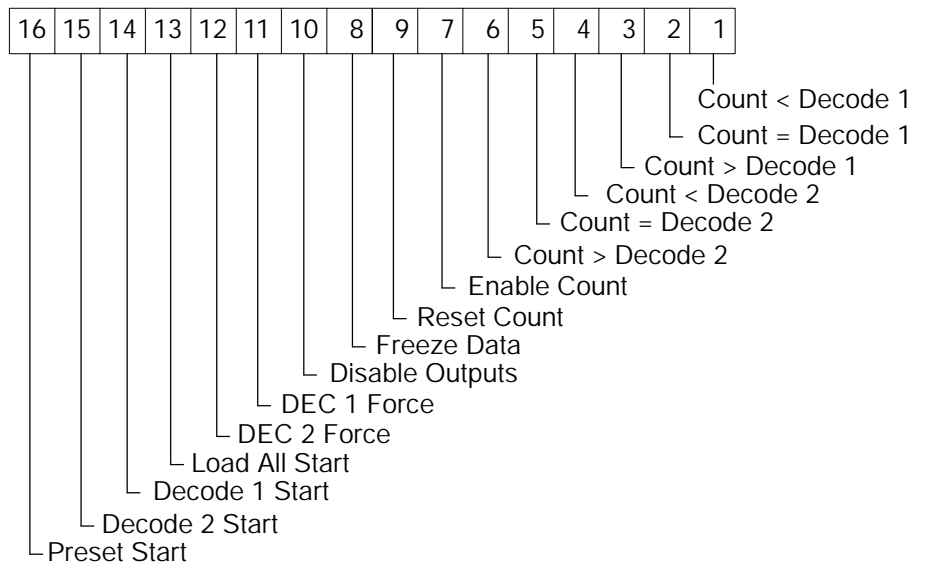 16 15 14 13 12 11 10 8 9 7 6 5 4 3 2 1
Count < Decode 1
Count = Decode 1
Count > Decode 1
Count < Decode 2
Count = Decode 2
Count > Decode 2
Enable Count
Reset Count
Freeze Data
Disable Outputs
DEC 1 Force
DEC 2 Force
Load All Start
Decode 1 Start
Decode 2 Start
Preset Start